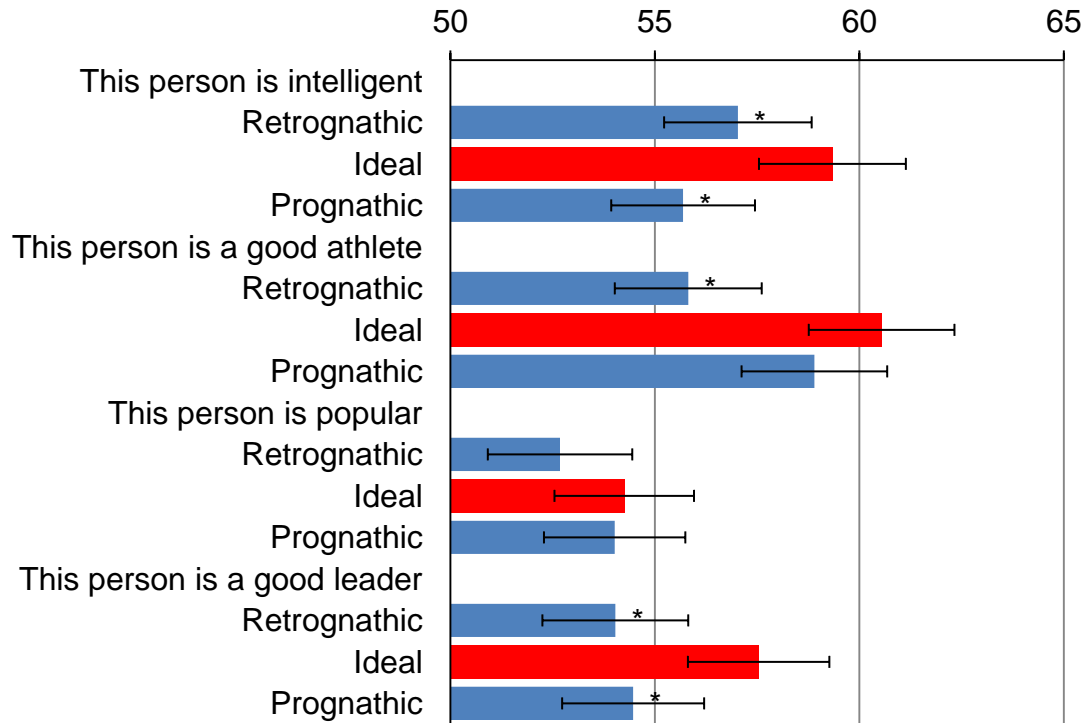 50 55 60 65
This person is intelligent
Retrognathic *
Ideal
Prognathic *
This person is a good athlete
Retrognathic *
Ideal
Prognathic
This person is popular
Retrognathic
Ideal
Prognathic
This person is a good leader
Retrognathic *
Ideal
Prognathic *